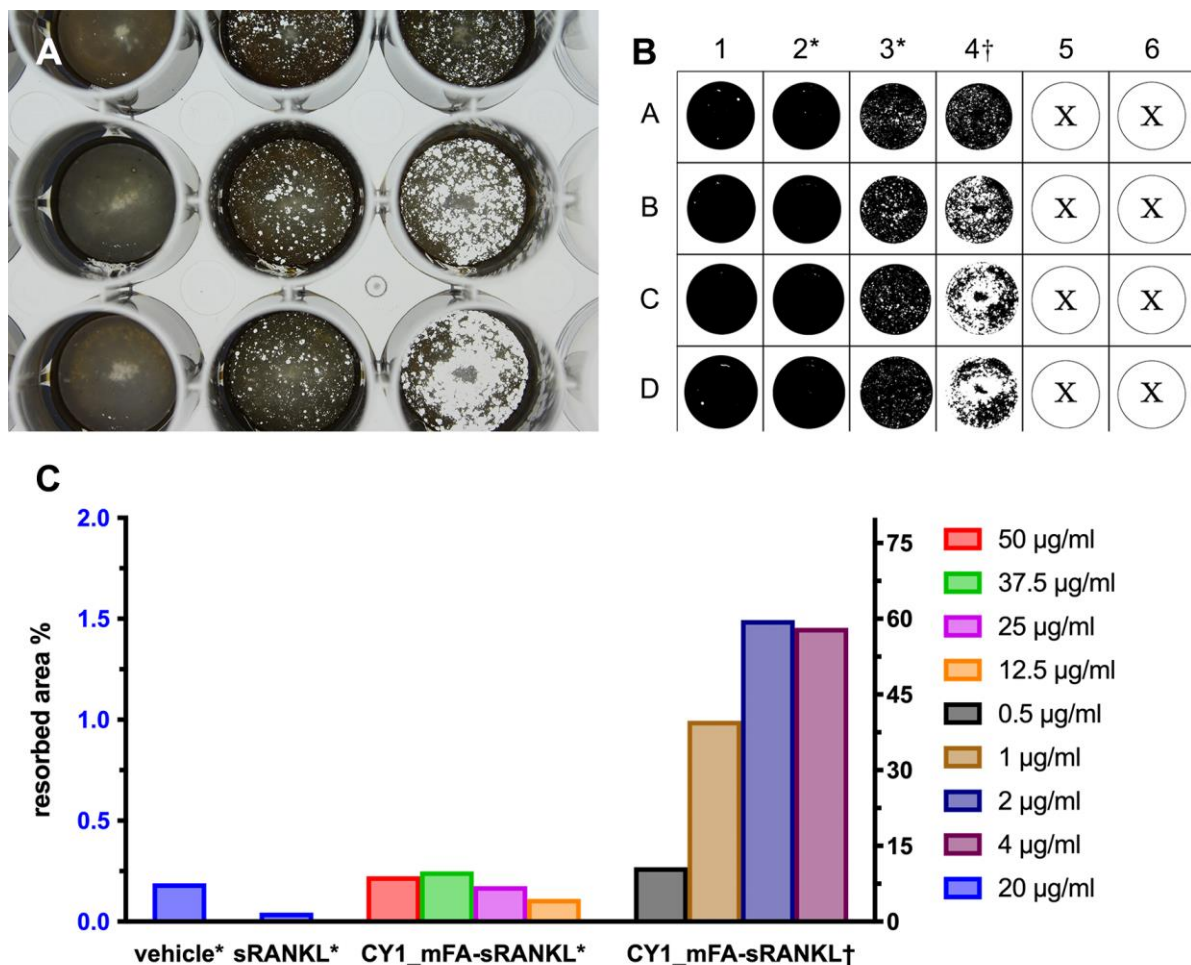 A
B
1 2* 3* 4† 5 6
A X X
B X X
C X X
D X X
C
resorbed area %
2.0
1.5
1.0
0.5
0.0
75
60
45
30
15
0
vehicle* sRANKL* CY1_mFA-sRANKL* CY1_mFA-sRANKL†
50 µg/ml
37.5 µg/ml
25 µg/ml
12.5 µg/ml
0.5 µg/ml
1 µg/ml
2 µg/ml
4 µg/ml
20 µg/ml